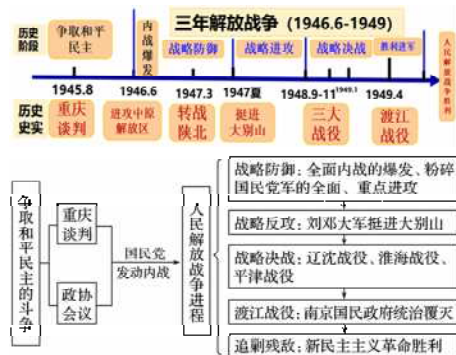 三年解放战争（1946.6-1949）
历史阶段
争取和平民主
内战爆发
战略防御
战略进攻
战略决战
胜利进军
人民解放战争胜利
1945.8
1946.6
1947.3
1947夏
1948.9-11
1949.1
1949.4
历史史实
重庆谈判
进攻中原解放区
转战陕北
挺进大别山
三大战役
渡江战役
争取和平民主的斗争
重庆谈判
政协会议
国民党
发动内战
人民解放战争进程
战略防御：全面内战的爆发、粉碎
国民党军的全面、重点进攻
战略反攻：刘邓大军挺进大别山
战略决战：辽沈战役、淮海战役、
平津战役
渡江战役：南京国民政府统治覆灭
追剿残敌：新民主主义革命胜利